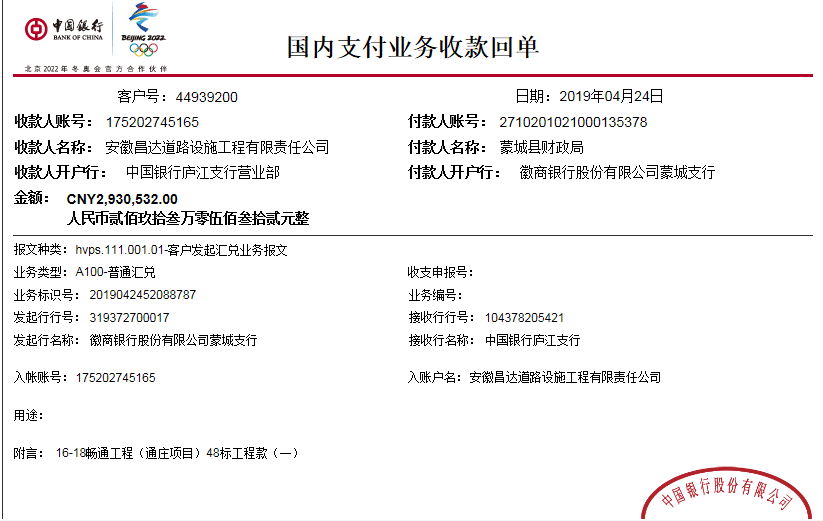 中国银行
BANK OF CHINA
BEIJING 2022
北京2022年冬奥会官方合作伙伴
国内支付业务收款回单
客户号：44939200 日期：2019年04月24日
收款人账号：175202745165 付款人账号：2710201021000135378
收款人名称：安徽昌达道路设施工程有限责任公司 付款人名称：蒙城县财政局
收款人开户行：中国银行庐江支行营业部 付款人开户行：徽商银行股份有限公司蒙城支行
金额：CNY2,930,532.00
人民币贰佰玖拾叁万零伍佰叁拾贰元整
报文种类：hvps.111.001.01-客户发起汇兑业务报文
业务类型：A100-普通汇兑 收支申报号：
业务标识号：2019042452088787 业务编号：
发起行行号：319372700017 接收行行号：104378205421
发起行名称：徽商银行股份有限公司蒙城支行 接收行名称：中国银行庐江支行
入帐账号：175202745165 入账户名：安徽昌达道路设施工程有限责任公司
用途：
附言：16-18畅通工程（通庄项目）48标工程款（一）
中国银行股份有限公司